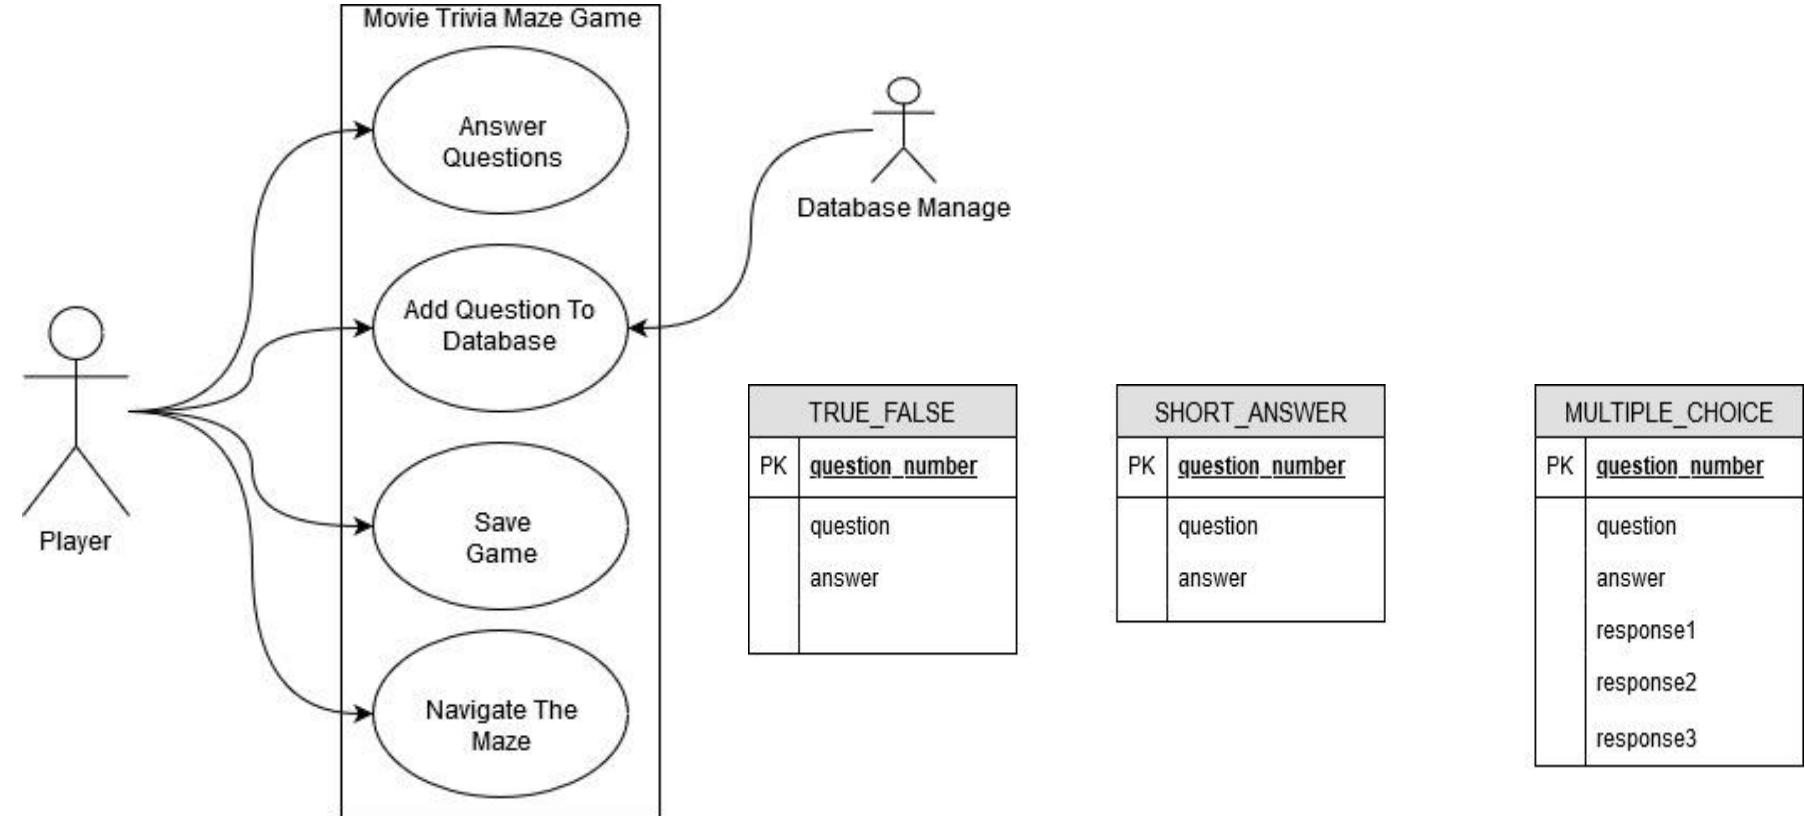 Movie Trivia Maze Game
Answer
Questions
Add Question To
Database
Save
Game
Navigate The
Maze
Player
Database Manage
TRUE_FALSE
PK question_number
question
answer
SHORT_ANSWER
PK question_number
question
answer
MULTIPLE_CHOICE
PK question_number
question
answer
response1
response2
response3